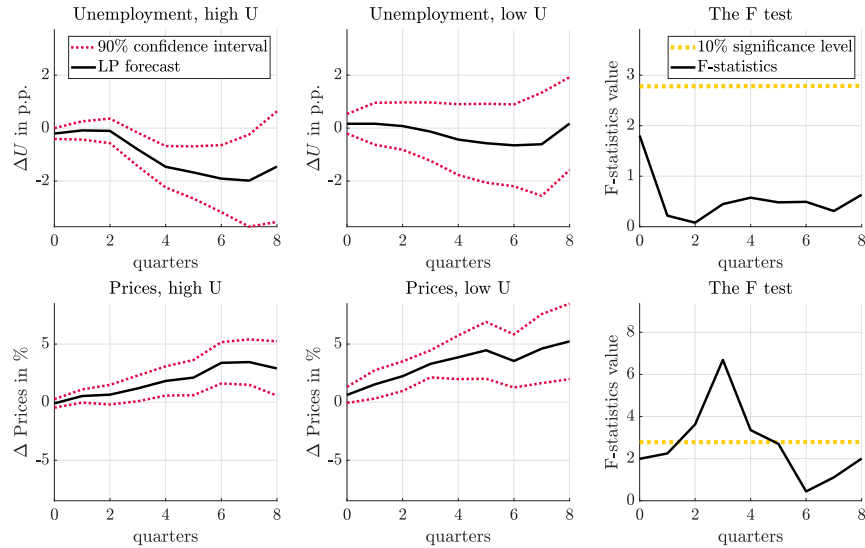 Unemployment, high U
90% confidence interval
LP forecast
ΔU in p.p.
2
0
-2
0
2
4
6
8
quarters
Unemployment, low U
ΔU in p.p.
2
0
-2
0
2
4
6
8
quarters
The F test
10% significance level
F-statistics
F-statistics value
3
2
1
0
0
2
4
6
8
quarters
Prices, high U
Δ Prices in %
5
0
-5
0
2
4
6
8
quarters
Prices, low U
Δ Prices in %
5
0
-5
0
2
4
6
8
quarters
The F test
F-statistics value
8
6
4
2
0
0
2
4
6
8
quarters